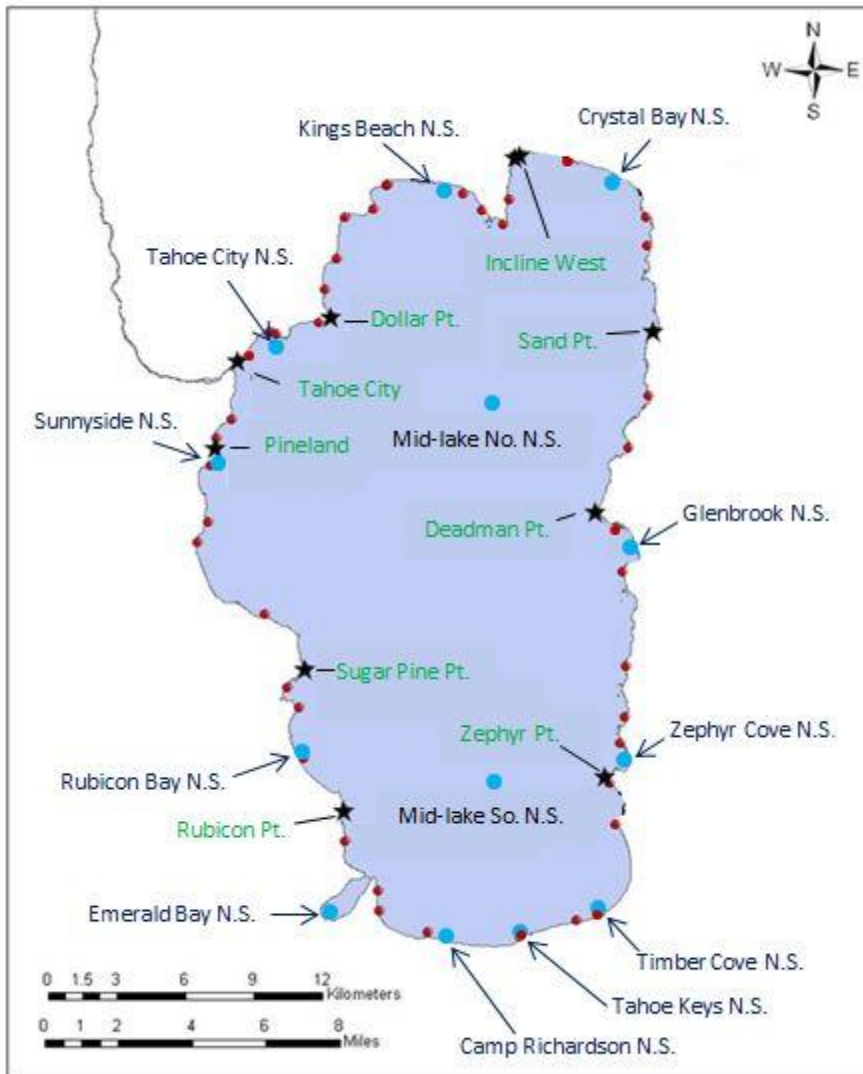 N
W E
S
Kings Beach N.S.
Crystal Bay N.S.
Tahoe City N.S.
Incline West
Dollar Pt.
Sand Pt.
Tahoe City
Sunnyside N.S.
Pineland
Mid-lake No. N.S.
Deadman Pt.
Glenbrook N.S.
Sugar Pine Pt.
Zephyr Pt.
Zephyr Cove N.S.
Rubicon Bay N.S.
Mid-lake So. N.S.
Rubicon Pt.
Emerald Bay N.S.
Timber Cove N.S.
Tahoe Keys N.S.
Camp Richardson N.S.
0 1.5 3 6 9 12
Kilometers
0 1 2 4 6 8
Miles